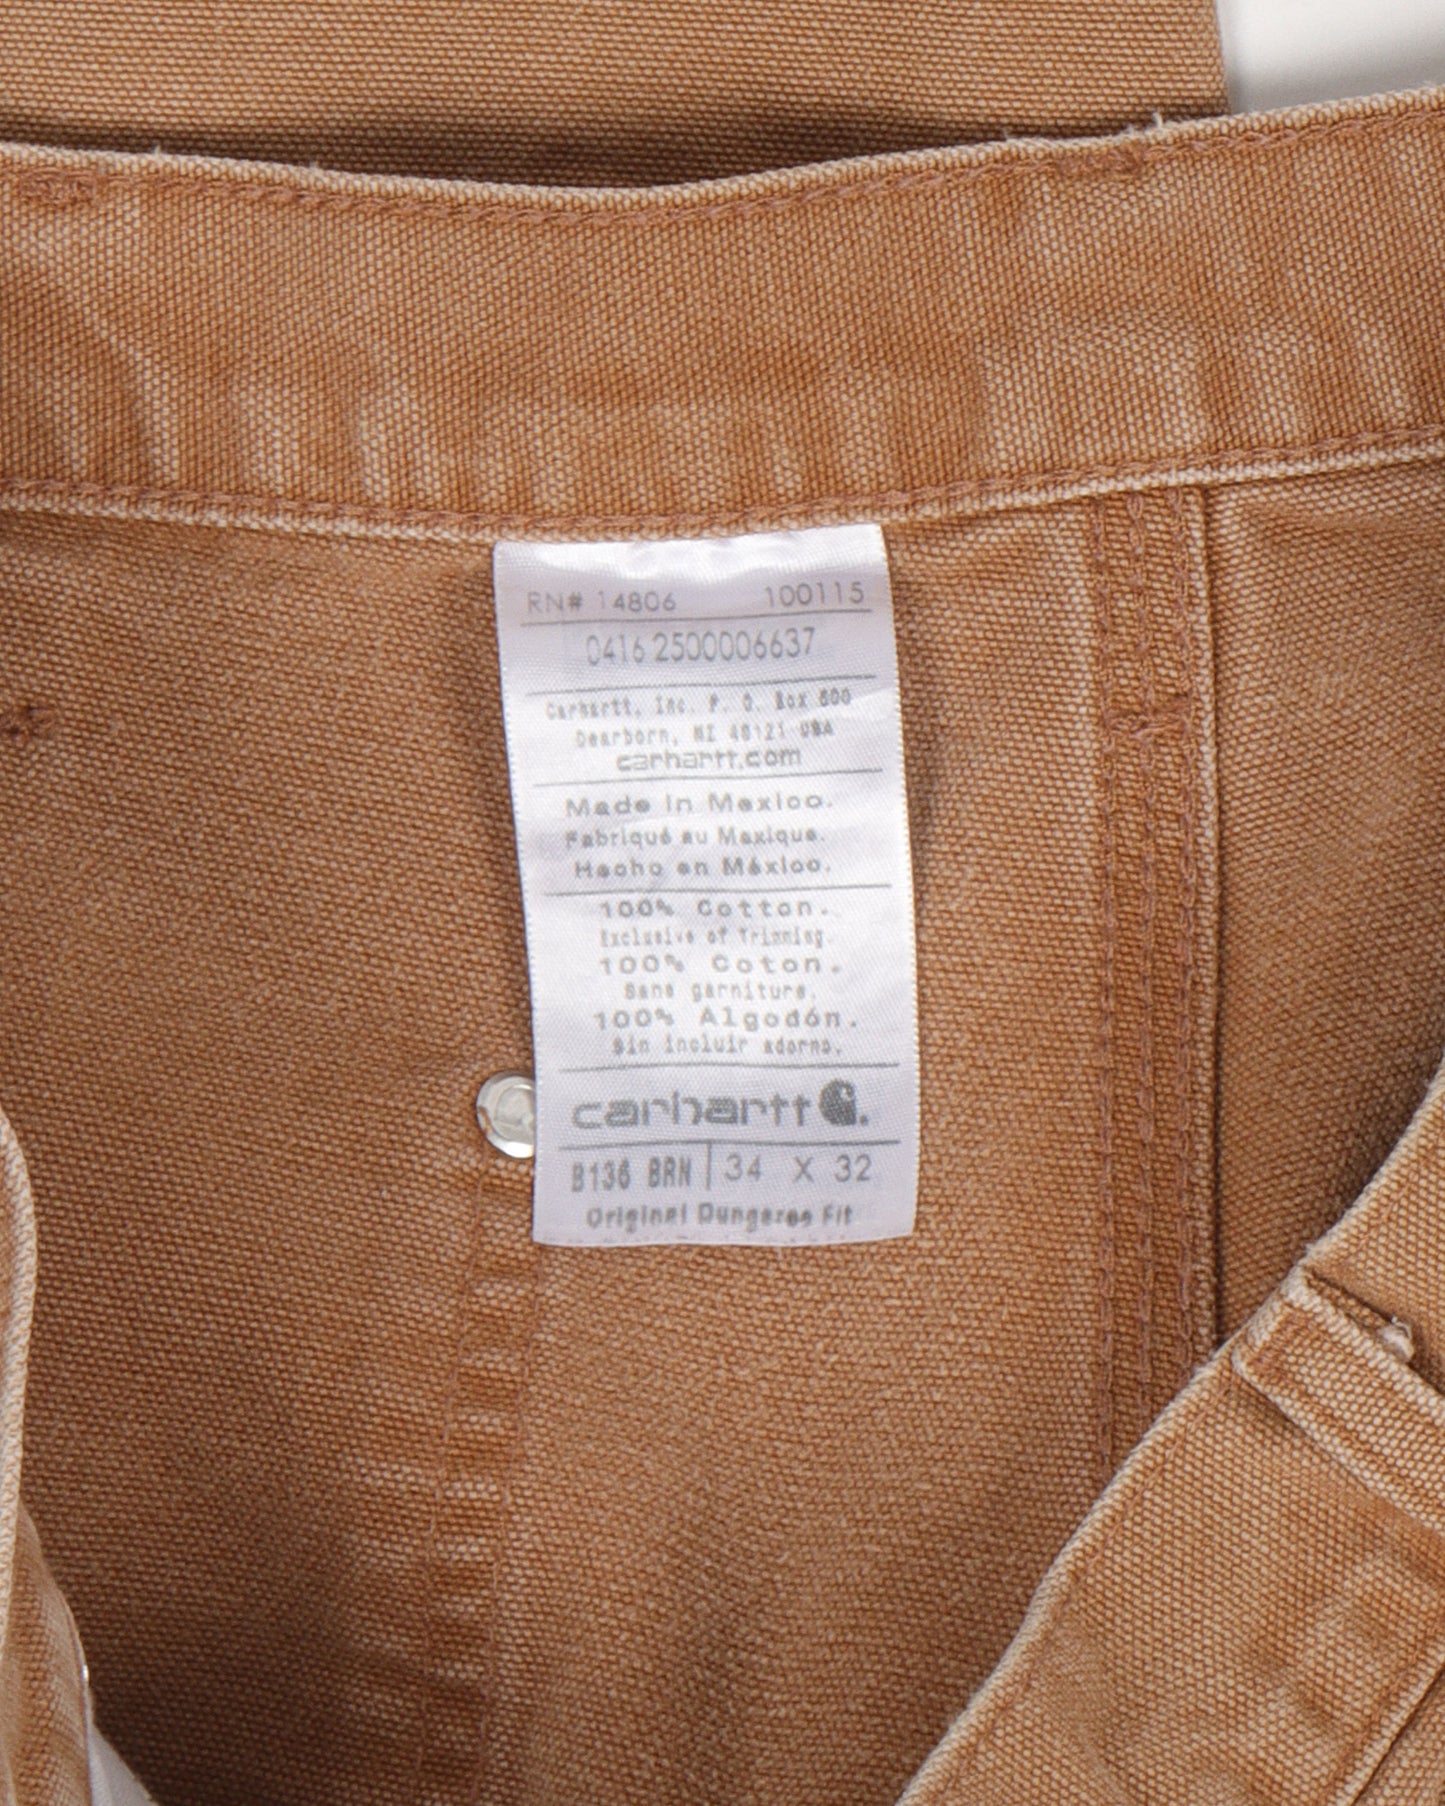 RN# 14806 100115
0416 2500006637
Carhartt, Inc. P. O. Box 600
Dearborn, MI 48121 USA
carhartt.com
Made in Mexico.
Fabriqué au Mexique.
Hecho en México.
100% Cotton.
Exclusive of Trimming.
100% Coton.
Sans garniture.
100% Algodón.
Sin incluir adorno.
carhartt
B136 BRN 34 X 32
Original Dungaree Fit